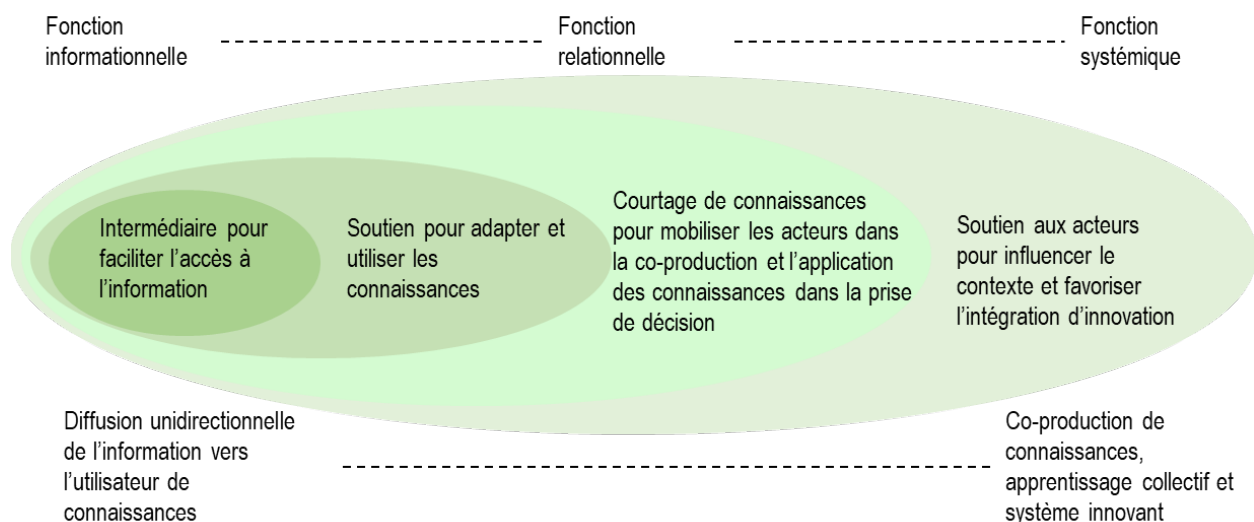 Fonction
informationnelle
Fonction
relationnelle
Fonction
systémique
Intermédiaire pour
faciliter l’accès à
l’information
Soutien pour adapter et
utiliser les
connaissances
Courtage de connaissances
pour mobiliser les acteurs dans
la co-production et l’application
des connaissances dans la prise
de décision
Soutien aux acteurs
pour influencer le
contexte et favoriser
l’intégration d’innovation
Diffusion unidirectionnelle
de l’information vers
l’utilisateur de
connaissances
Co-production de
connaissances,
apprentissage collectif et
système innovant